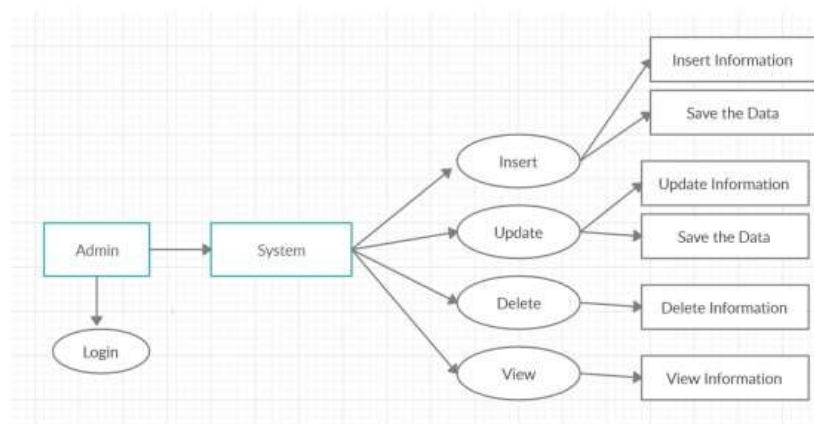 Insert Information
Save the Data
Insert
Update Information
Update
Save the Data
Admin
System
Delete
Delete Information
Login
View
View Information